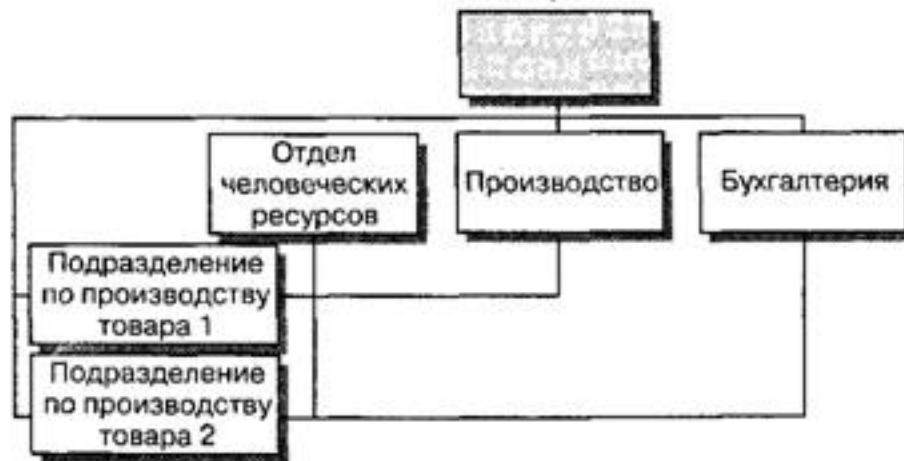 Отдел
человеческих
ресурсов
Производство
Бухгалтерия
Подразделение
по производству
товара 1
Подразделение
по производству
товара 2